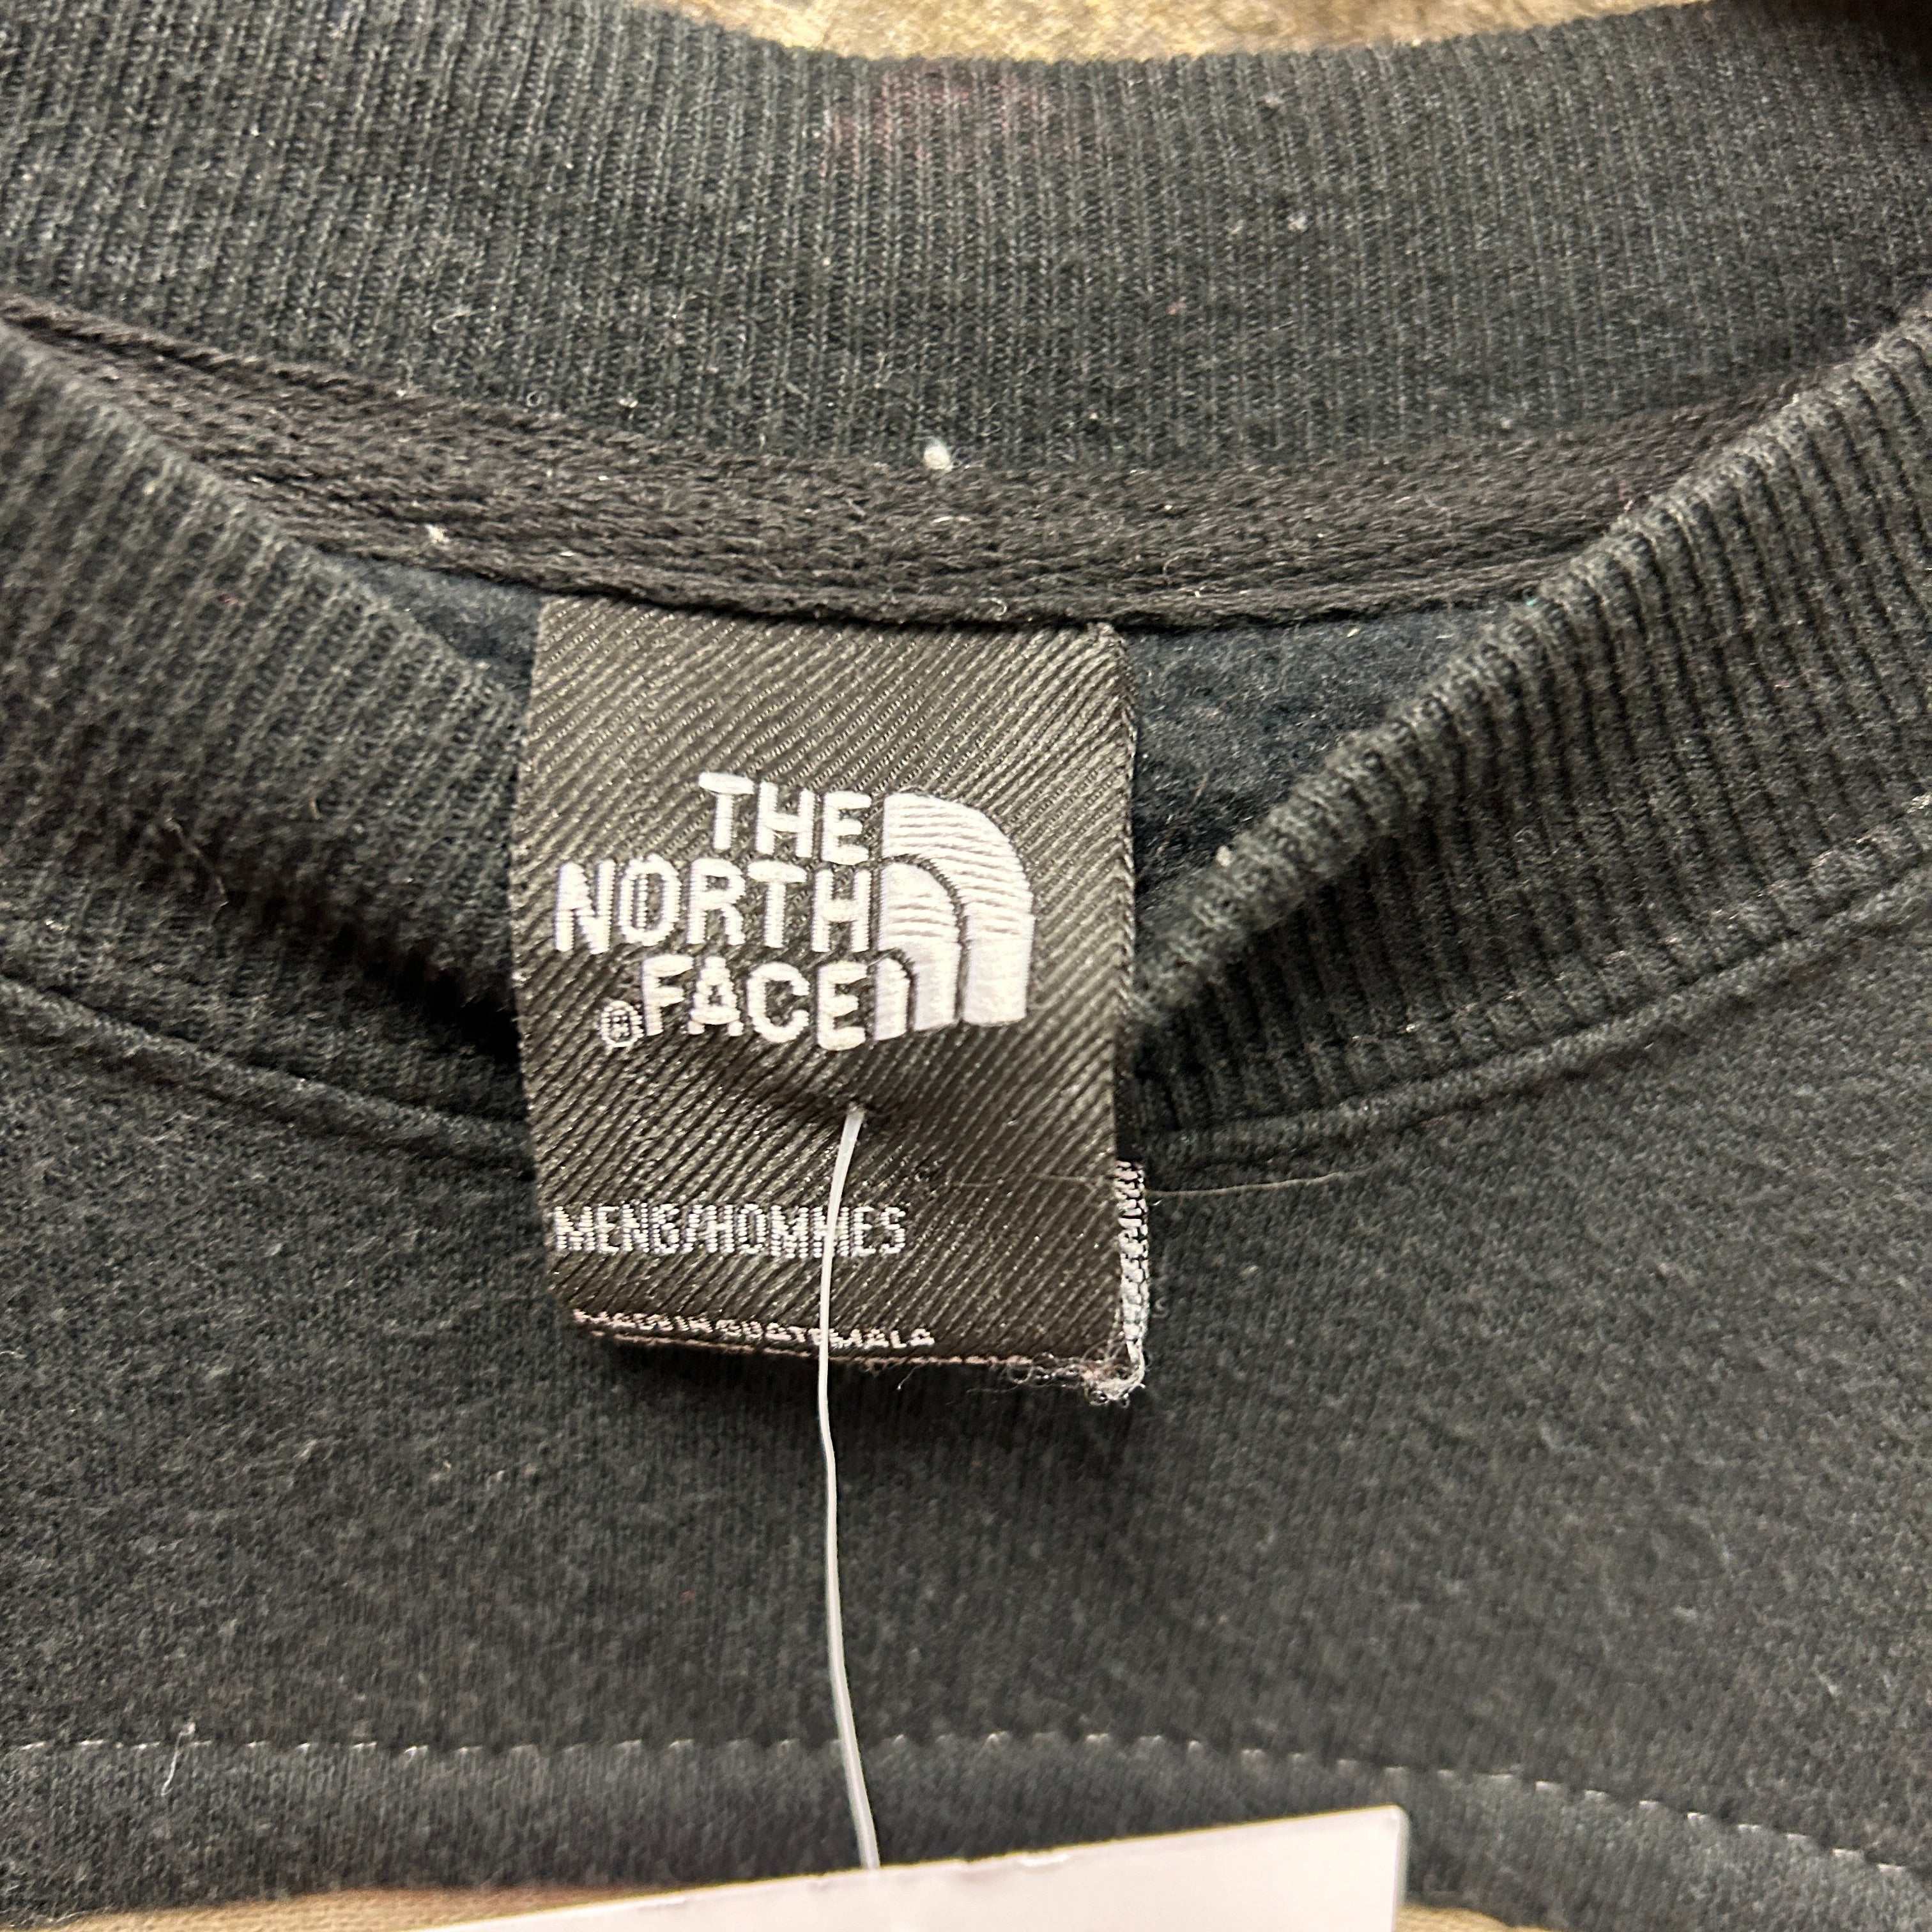 THE
NORTH
FACE®
MENS/HOMMES
MADE IN GUATEMALA